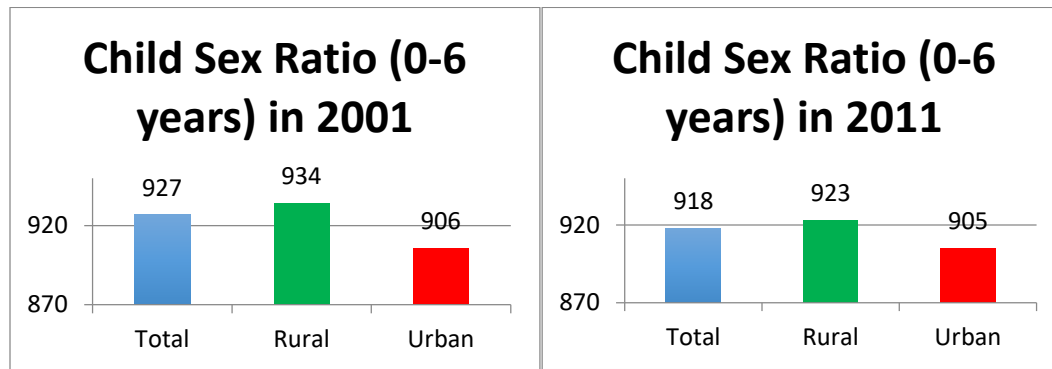 Child Sex Ratio (0-6
years) in 2001
927
934
906
920
870
Total Rural Urban
Child Sex Ratio (0-6
years) in 2011
918
923
905
920
870
Total Rural Urban